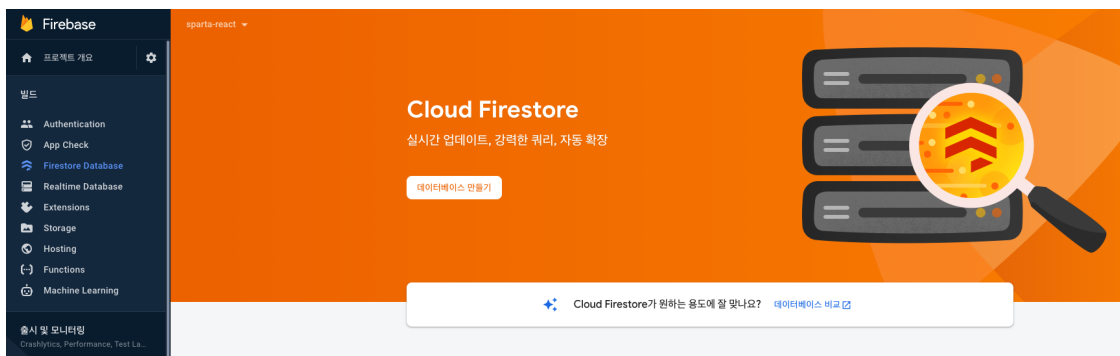 Firebase
sparta-react
프로젝트 개요
빌드
Authentication
App Check
Firestore Database
Realtime Database
Extensions
Storage
Hosting
Functions
Machine Learning
출시 및 모니터링
Crashlytics, Performance, Test La...
Cloud Firestore
실시간 업데이트, 강력한 쿼리, 자동 확장
데이터베이스 만들기
Cloud Firestore가 원하는 용도에 잘 맞나요? 데이터베이스 비교